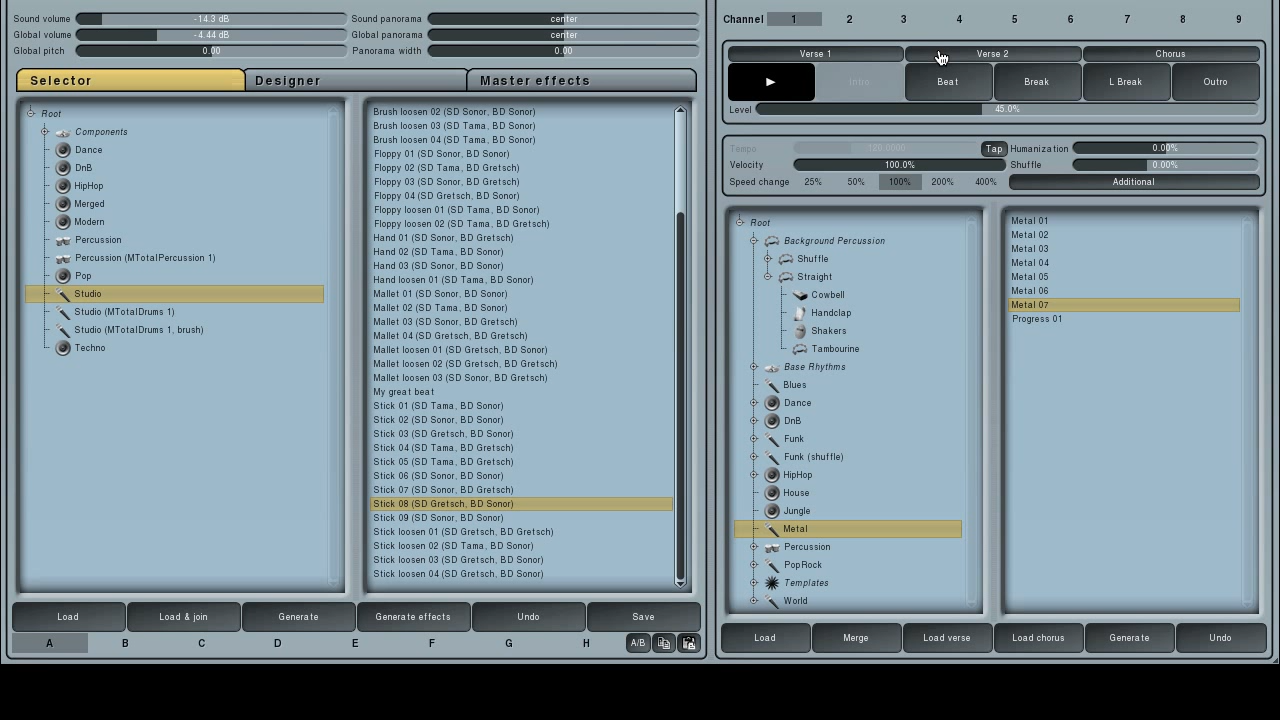 Sound volume -14.3 dB Sound panorama center
Global volume -4.44 dB Global panorama center
Global pitch 0.00 Panorama width 0.00
Selector Designer Master effects
Root
Components
Dance
DnB
HipHop
Merged
Modern
Percussion
Percussion (MTotalPercussion 1)
Pop
Studio
Studio (MTotalDrums 1)
Studio (MTotalDrums 1, brush)
Techno
Brush loosen 02 (SD Sonor, BD Sonor)
Brush loosen 03 (SD Tama, BD Sonor)
Brush loosen 04 (SD Tama, BD Sonor)
Floppy 01 (SD Sonor, BD Sonor)
Floppy 02 (SD Tama, BD Gretsch)
Floppy 03 (SD Sonor, BD Sonor)
Floppy 04 (SD Gretsch, BD Sonor)
Floppy loosen 01 (SD Tama, BD Sonor)
Floppy loosen 02 (SD Tama, BD Gretsch)
Hand 01 (SD Sonor, BD Gretsch)
Hand 02 (SD Tama, BD Sonor)
Hand 03 (SD Sonor, BD Sonor)
Hand loosen 01 (SD Tama, BD Sonor)
Mallet 01 (SD Sonor, BD Sonor)
Mallet 02 (SD Tama, BD Sonor)
Mallet 03 (SD Gretsch, BD Sonor)
Mallet 04 (SD Gretsch, BD Sonor)
Mallet loosen 01 (SD Tama, BD Gretsch)
Mallet loosen 02 (SD Gretsch, BD Gretsch)
Mallet loosen 03 (SD Sonor, BD Gretsch)
My great beat
Stick 01 (SD Tama, BD Sonor)
Stick 02 (SD Sonor, BD Sonor)
Stick 03 (SD Gretsch, BD Sonor)
Stick 04 (SD Tama, BD Sonor)
Stick 05 (SD Tama, BD Gretsch)
Stick 06 (SD Sonor, BD Sonor)
Stick 07 (SD Sonor, BD Gretsch)
Stick 08 (SD Gretsch, BD Sonor)
Stick 09 (SD Sonor, BD Sonor)
Stick loosen 01 (SD Gretsch, BD Gretsch)
Stick loosen 02 (SD Tama, BD Sonor)
Stick loosen 03 (SD Gretsch, BD Sonor)
Stick loosen 04 (SD Gretsch, BD Sonor)
Load Load & join Generate Generate effects Undo Save
A B C D E F G H A/B
Channel 1 2 3 4 5 6 7 8 9
Verse 1 Verse 2 Chorus
Intro Beat Break L Break Outro
Level 45.0%
Tempo 120.0000 Tap Humanization 0.00%
Velocity 100.0% Shuffle 0.00%
Speed change 25% 50% 100% 200% 400% Additional
Root
Background Percussion
Shuffle
Straight
Cowbell
Handclap
Shakers
Tambourine
Base Rhythms
Blues
Dance
DnB
Funk
Funk (shuffle)
HipHop
House
Jungle
Metal
Percussion
PopRock
Templates
World
Metal 01
Metal 02
Metal 03
Metal 04
Metal 05
Metal 06
Metal 07
Progress 01
Load Merge Load verse Load chorus Generate Undo